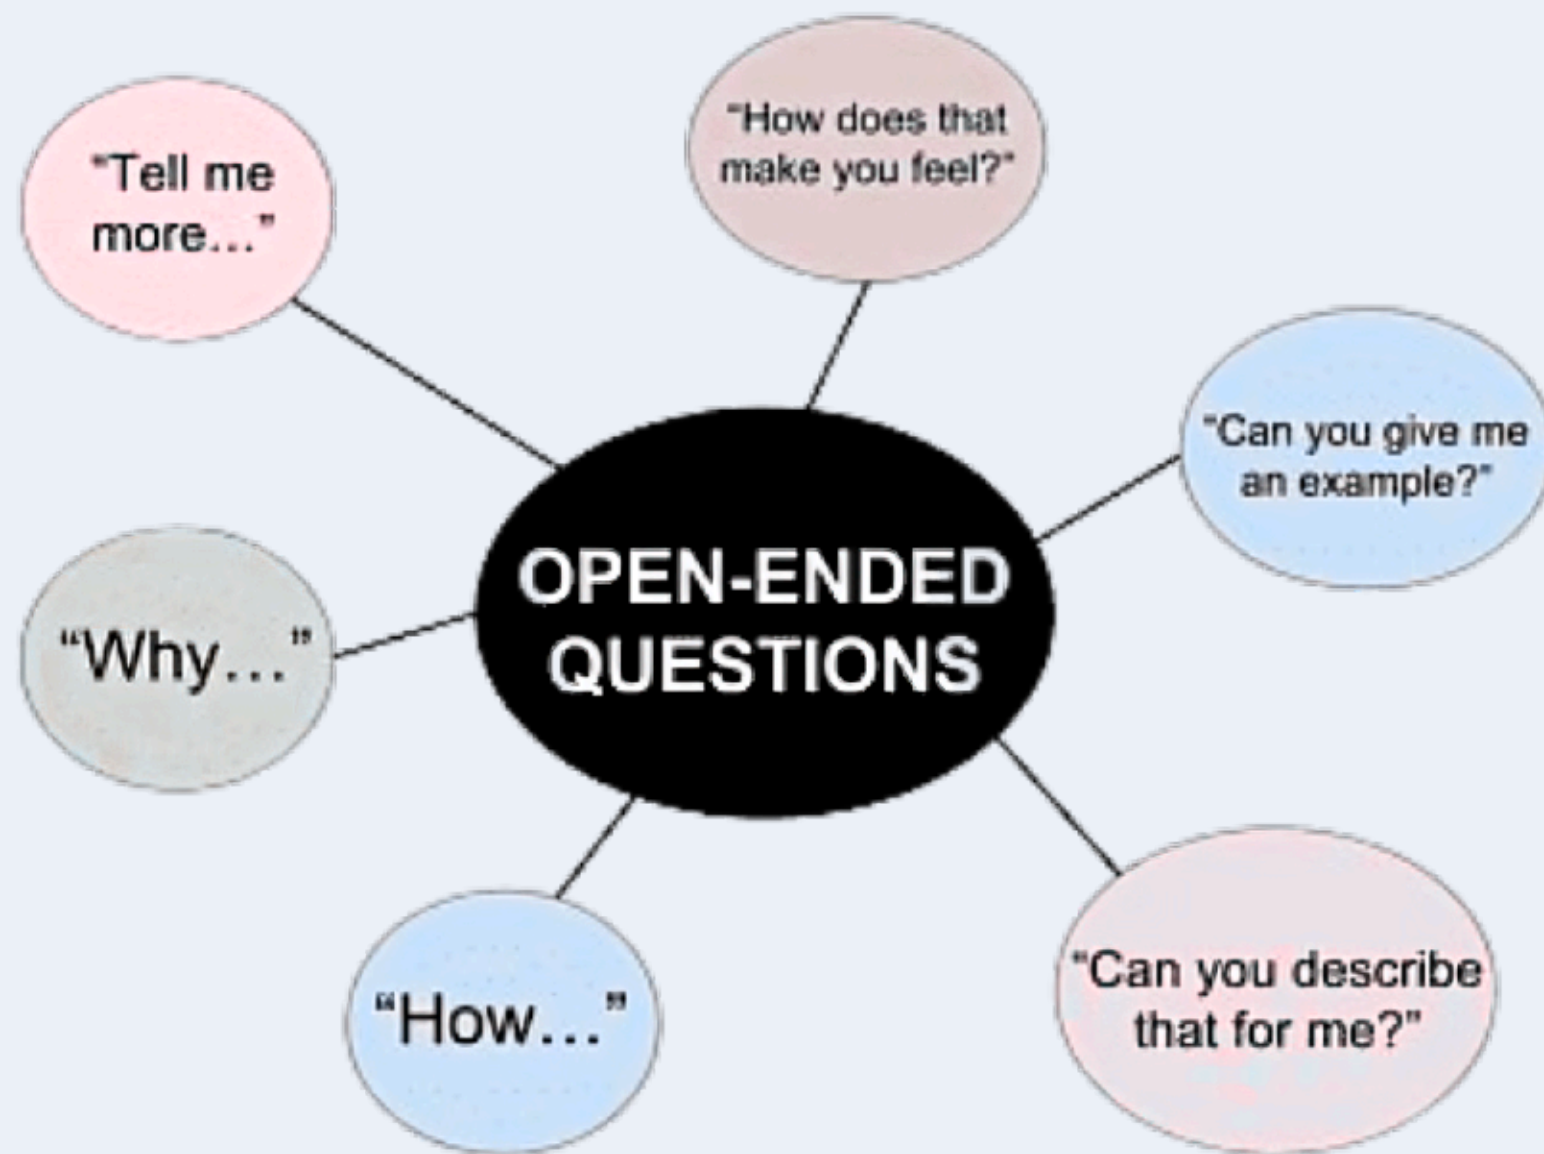 "How does that
make you feel?"
"Tell me
more..."
"Can you give me
an example?"
OPEN-ENDED
QUESTIONS
"Why..."
"How..."
"Can you describe
that for me?"